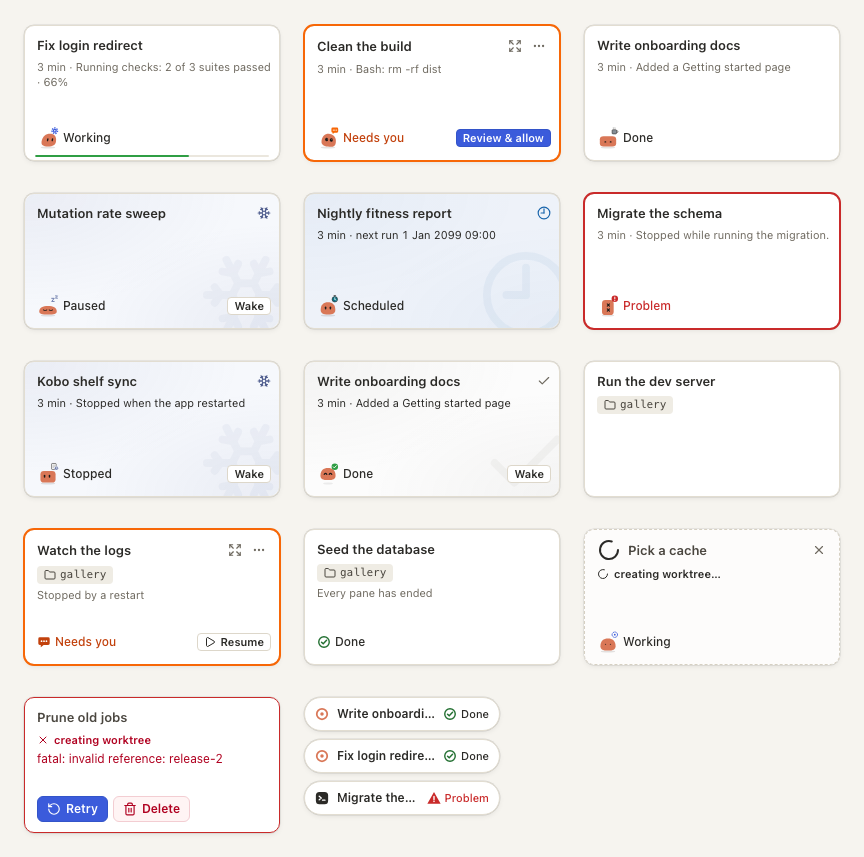 Fix login redirect
3 min · Running checks: 2 of 3 suites passed
· 66%
Working
Clean the build
3 min · Bash: rm -rf dist
Needs you
Review & allow
Write onboarding docs
3 min · Added a Getting started page
Done
Mutation rate sweep
Paused
Wake
Nightly fitness report
3 min · next run 1 Jan 2099 09:00
Scheduled
Migrate the schema
3 min · Stopped while running the migration.
Problem
Kobo shelf sync
3 min · Stopped when the app restarted
Stopped
Wake
Write onboarding docs
3 min · Added a Getting started page
Done
Wake
Run the dev server
gallery
Watch the logs
gallery
Stopped by a restart
Needs you
Resume
Seed the database
gallery
Every pane has ended
Done
Pick a cache
creating worktree...
Working
Prune old jobs
creating worktree
fatal: invalid reference: release-2
Retry
Delete
Write onboardi... Done
Fix login redire... Done
Migrate the... Problem